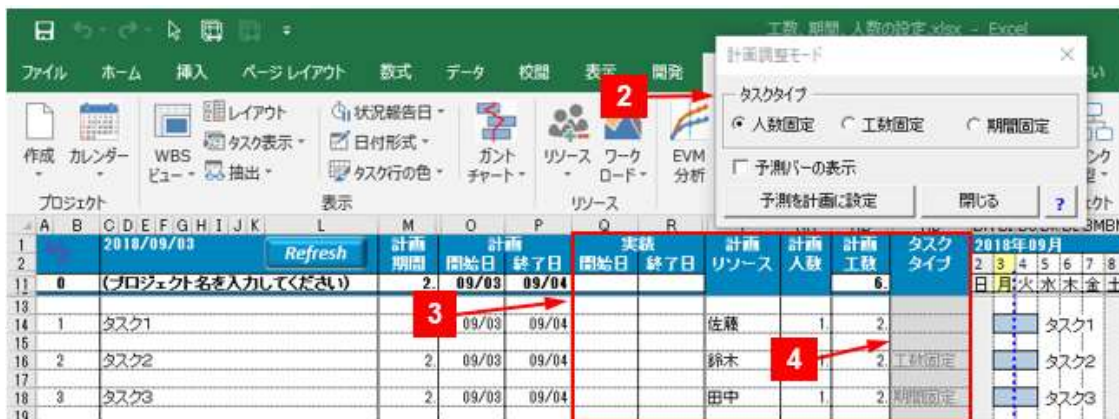 工数, 期間, 人数の設定.xlsx - Excel
ファイル ホーム 挿入 ページ レイアウト 数式 データ 校閲 表示 開発
計画調整モード
タスクタイプ
人数固定 工数固定 期間固定
予測バーの表示
予測を計画に設定 閉じる ?
2
作成 カレンダー WBS ビュー レイアウト タスク表示 抽出 状況報告日 日付形式 タスク行の色 ガント チャート リソース ワーク ロード EVM 分析
プロジェクト 表示 リソース
A B C D E F G H I J K L M O P Q R
1 2018/09/03 Refresh 計画 期間 計画 実績 計画 リソース 計画 人数 計画 工数 タスク タイプ 2018年09月
2 開始日 終了日 開始日 終了日 2 3 4 5 6 7 8
11 0 (プロジェクト名を入力してください) 2. 09/03 09/04 6. 日 月 火 水 木 金 土
13
3
14 1 タスク1 09/03 09/04 佐藤 1. 2. タスク1
15
4
16 2 タスク2 2. 09/03 09/04 鈴木 2. 工数固定 タスク2
17
18 3 タスク3 2. 09/03 09/04 田中 1. 2. 期間固定 タスク3
19